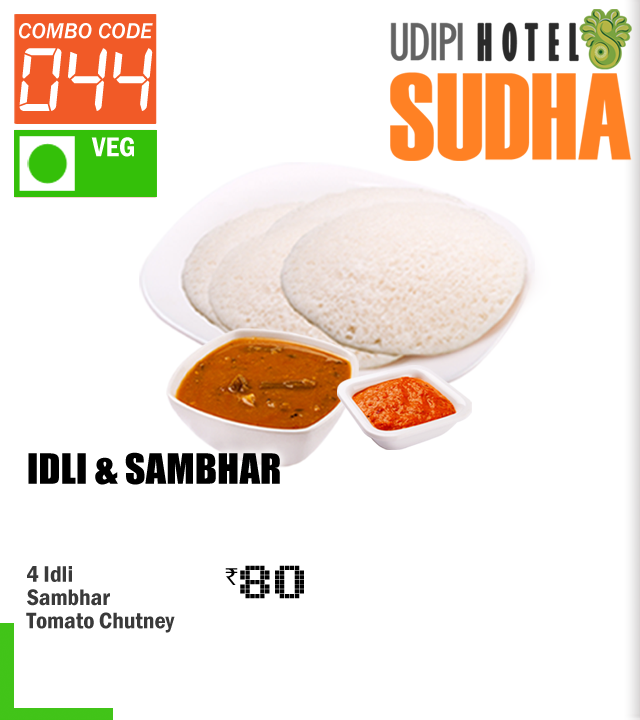 COMBO CODE
044
VEG
UDIPI HOTEL
SUDHA
IDLI & SAMBHAR
4 Idli
Sambhar
Tomato Chutney
₹80